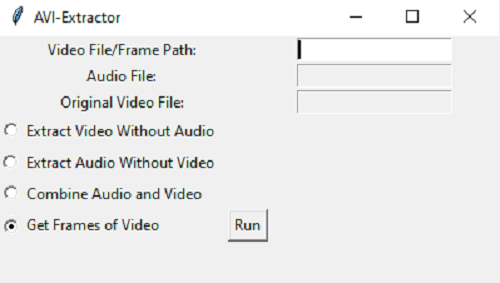 AVI-Extractor
Video File/Frame Path:
Audio File:
Original Video File:
Extract Video Without Audio
Extract Audio Without Video
Combine Audio and Video
Get Frames of Video Run